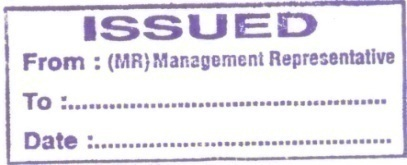 ISSUED
From : (MR) Management Representative
To :................................................
Date :............................................